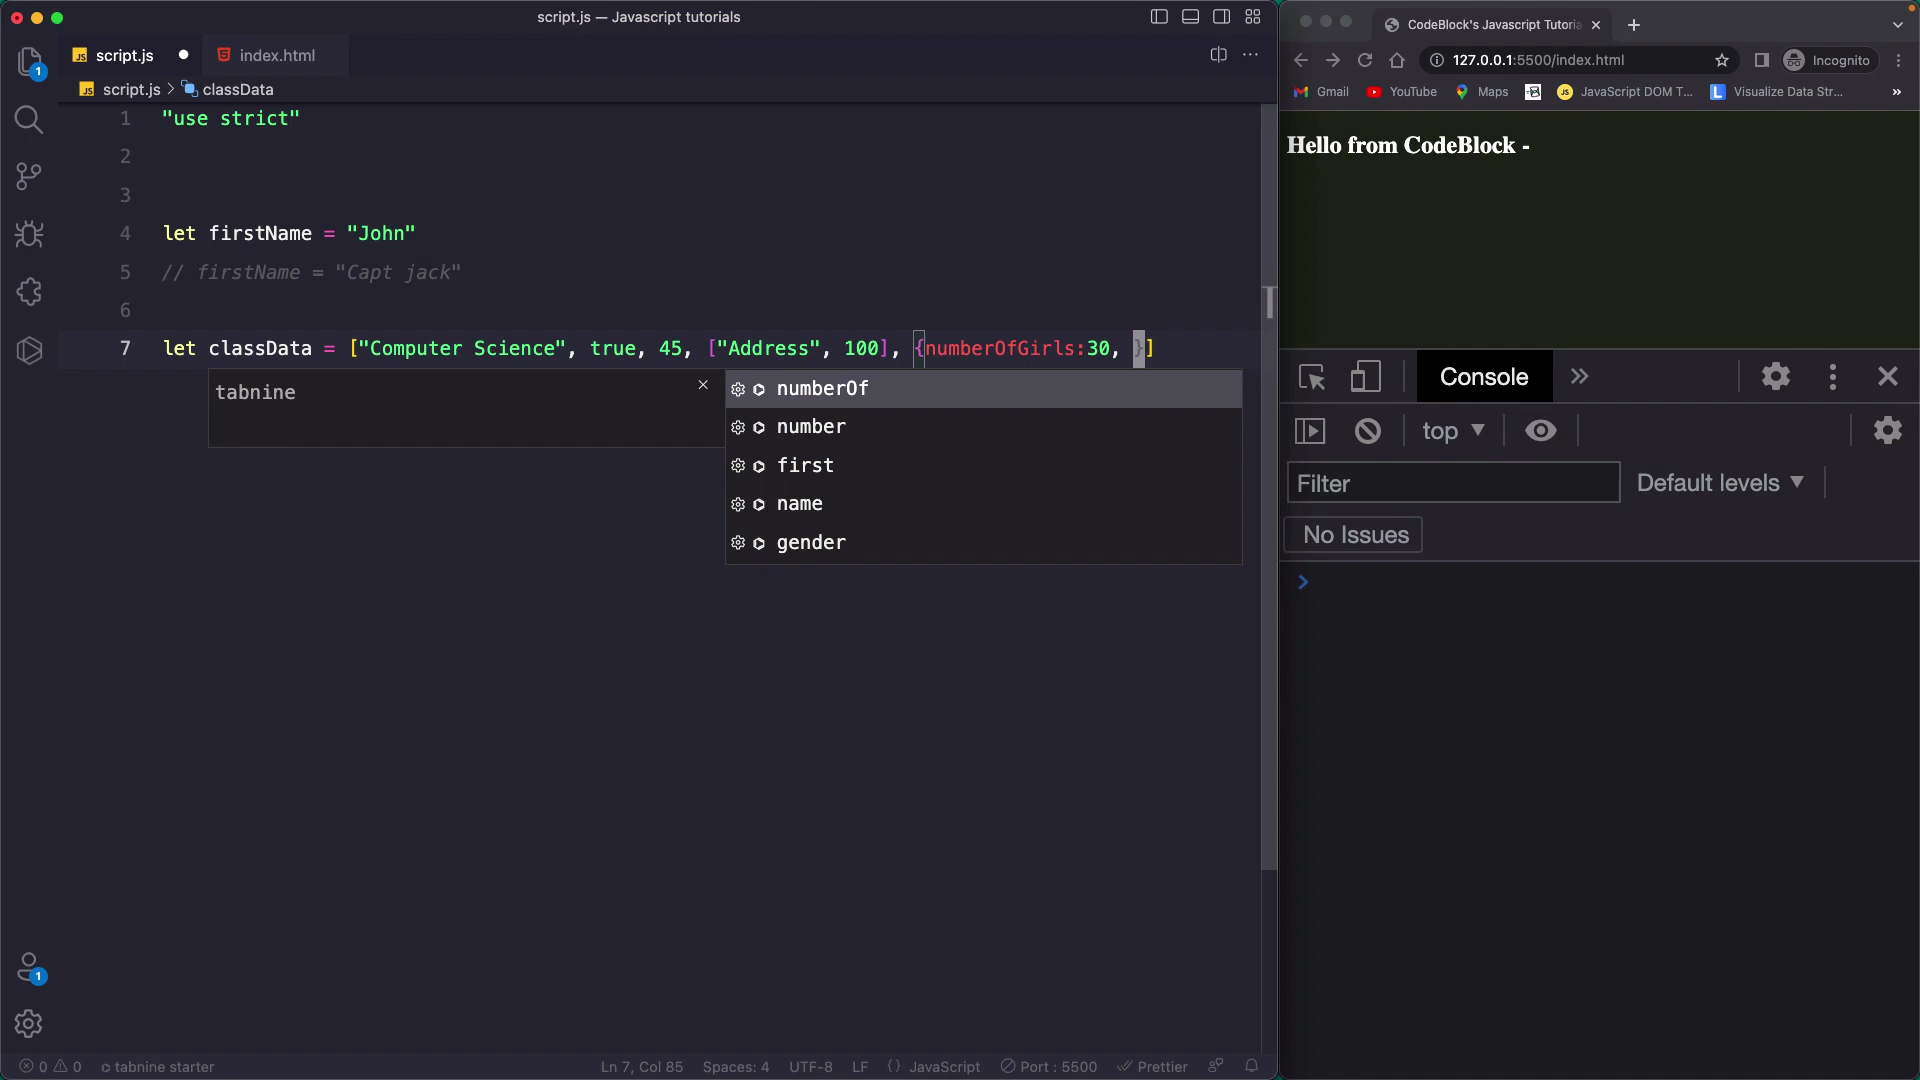 script.js — Javascript tutorials
script.js
index.html
script.js > classData
1 "use strict"
2
3
4 let firstName = "John"
5 // firstName = "Capt jack"
6
7 let classData = ["Computer Science", true, 45, ["Address", 100], {numberOfGirls:30, }]
tabnine
numberOf
number
first
name
gender
1
1
0 0 tabnine starter
Ln 7, Col 85 Spaces: 4 UTF-8 LF {} JavaScript Port : 5500 Prettier
CodeBlock's Javascript Tutoria
127.0.0.1:5500/index.html
Incognito
Gmail YouTube Maps JavaScript DOM T... Visualize Data Str... »
Hello from CodeBlock -
Console
top
Filter
Default levels
No Issues
>